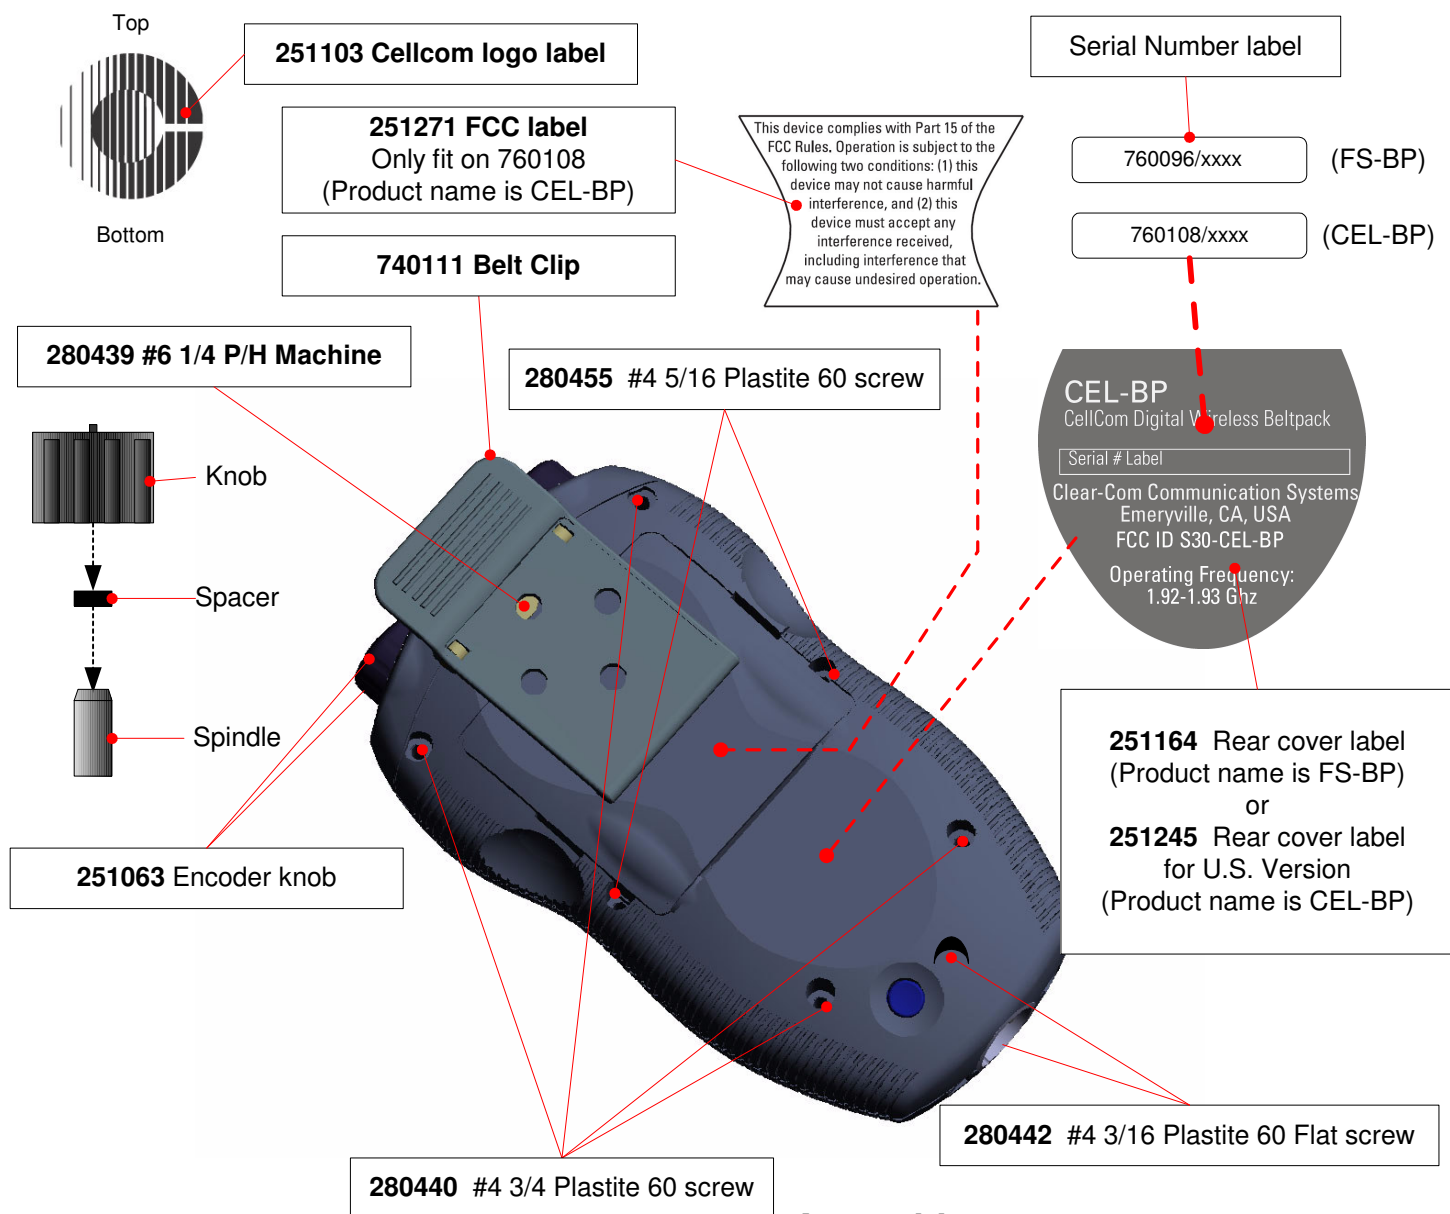 Top
251103 Cellcom logo label
Bottom
251271 FCC label
Only fit on 760108
(Product name is CEL-BP)
This device complies with Part 15 of the
FCC Rules. Operation is subject to the
following two conditions: (1) this
device may not cause harmful
interference, and (2) this
device must accept any
interference received,
including interference that
may cause undesired operation.
Serial Number label
760096/xxxx
(FS-BP)
760108/xxxx
(CEL-BP)
740111 Belt Clip
280439 #6 1/4 P/H Machine
280455 #4 5/16 Plastite 60 screw
CEL-BP
CellCom Digital Wireless Beltpack
Serial # Label
Clear-Com Communication Systems
Emeryville, CA, USA
FCC ID S30-CEL-BP
Operating Frequency:
1.92-1.93 Ghz
Knob
Spacer
Spindle
251063 Encoder knob
251164 Rear cover label
(Product name is FS-BP)
or
251245 Rear cover label
for U.S. Version
(Product name is CEL-BP)
280442 #4 3/16 Plastite 60 Flat screw
280440 #4 3/4 Plastite 60 screw